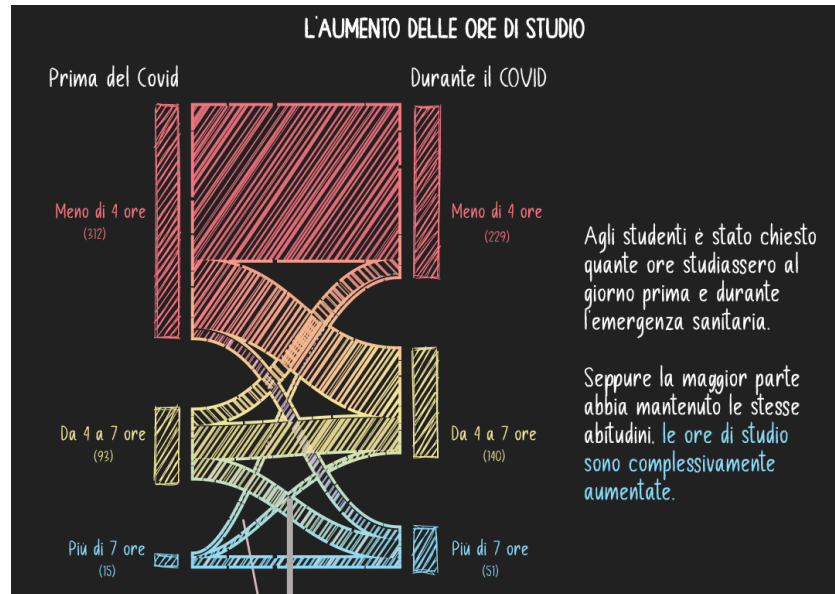 L'AUMENTO DELLE ORE DI STUDIO
Prima del Covid
Durante il COVID
Meno di 4 ore
(312)
Meno di 4 ore
(229)
Da 4 a 7 ore
(93)
Da 4 a 7 ore
(140)
Più di 7 ore
(15)
Più di 7 ore
(51)
Agli studenti è stato chiesto
quante ore studiassero al
giorno prima e durante
l'emergenza sanitaria.
Seppure la maggior parte
abbia mantenuto le stesse
abitudini, le ore di studio
sono complessivamente
aumentate.